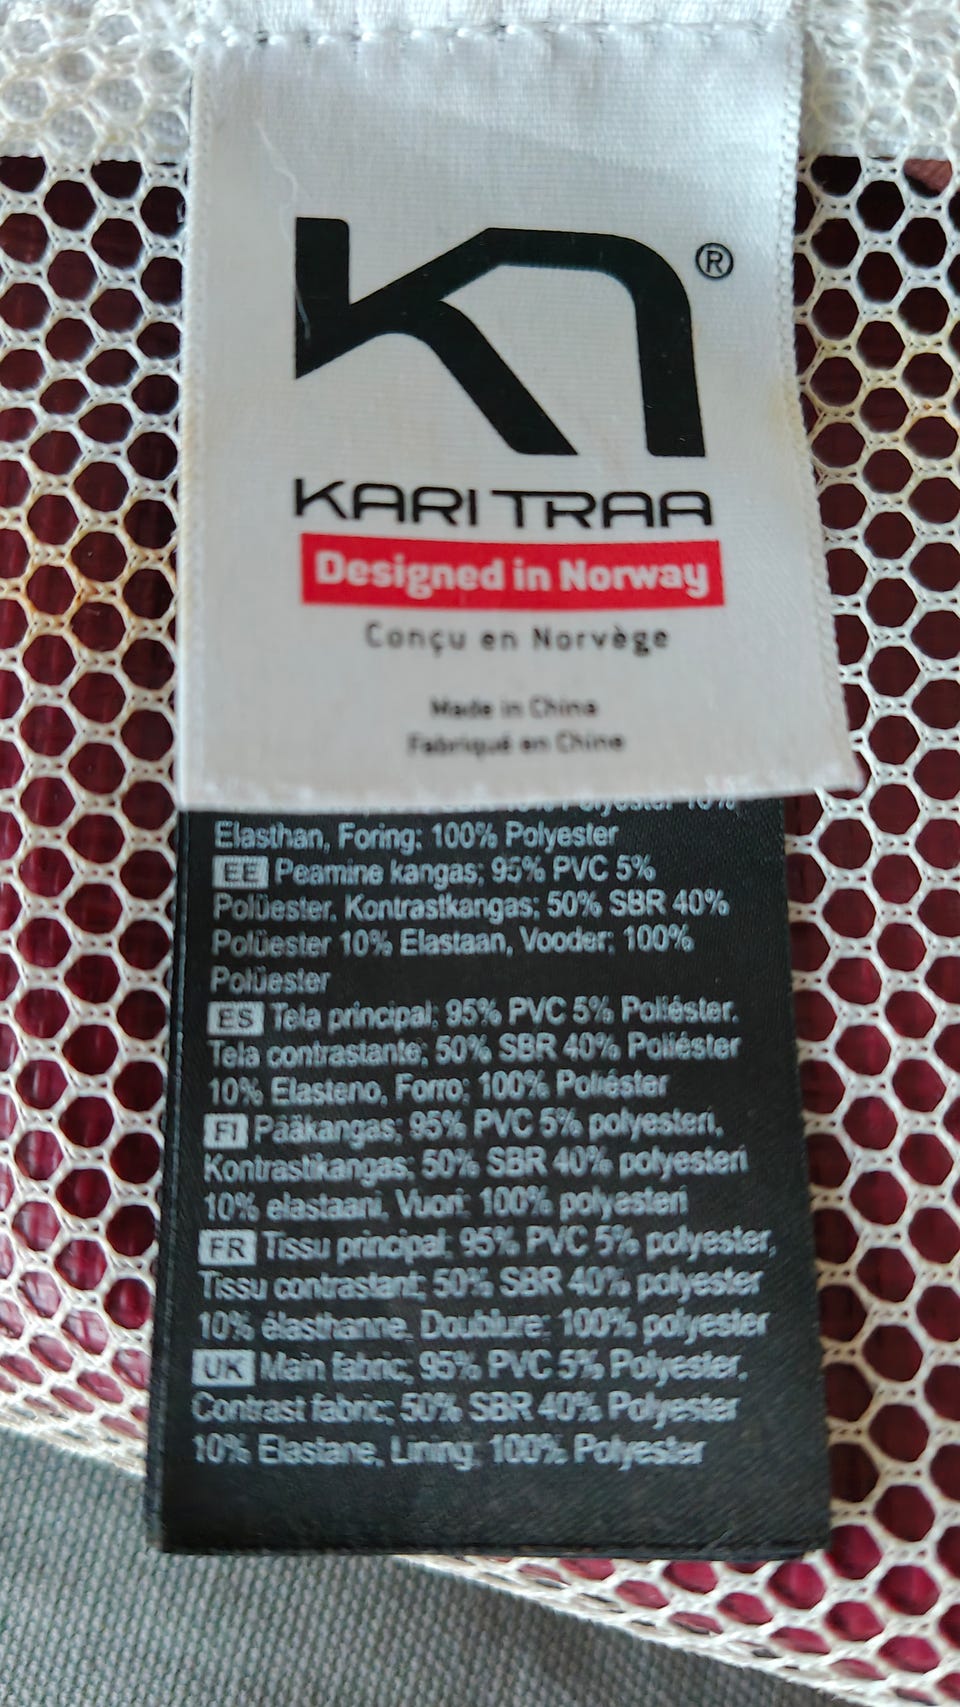 KARI TRAA
®
Designed in Norway
Conçu en Norvège
Made in China
Fabriqué en Chine
Polyester 10%
Elasthan, Foring: 100% Polyester
EE Peamine kangas; 95% PVC 5%
Polüester. Kontrastkangas; 50% SBR 40%
Polüester 10% Elastaan, Vooder; 100%
Polüester
ES Tela principal; 95% PVC 5% Poliéster.
Tela contrastante; 50% SBR 40% Poliéster
10% Elasteno, Forro; 100% Poliéster
FI Pääkangas; 95% PVC 5% polyesteri,
Kontrastikangas; 50% SBR 40% polyesteri
10% elastaani, Vuori: 100% polyasteri
FR Tissu principal; 95% PVC 5% polyester,
Tissu contrastant; 50% SBR 40% polyester
10% élasthanne, Doublure: 100% polyester
UK Main fabric; 95% PVC 5% Polyester.
Contrast fabric; 50% SBR 40% Polyester
10% Elastane, Lining; 100% Polyester